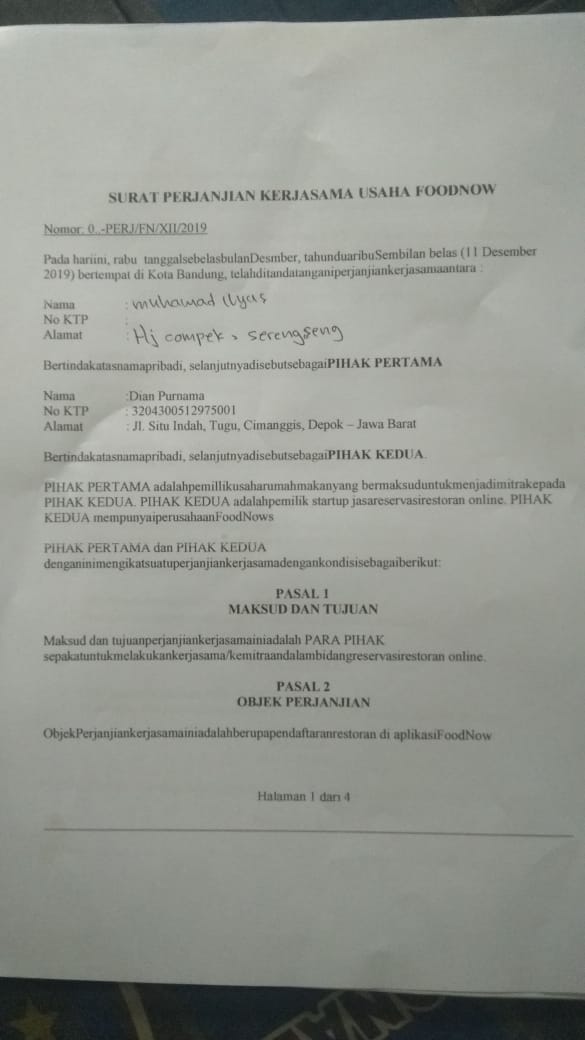 SURAT PERJANJIAN KERJASAMA USAHA FOODNOW
Nomor: 0..-PERJ/FN/XII/2019
Pada hariini, rabu tanggalsebelasbulanDesmber, tahunduaribuSembilan belas (11 Desember
2019) bertempat di Kota Bandung, telahditandatanganiperjanjiankerjasamaantara :
Nama : muhamad Ilyas
No KTP :
Alamat : Hj compek, serengseng
Bertindakatasnamapribadi, selanjutnyadisebutsebagaiPIHAK PERTAMA
Nama :Dian Purnama
No KTP : 3204300512975001
Alamat : Jl. Situ Indah, Tugu, Cimanggis, Depok – Jawa Barat
Bertindakatasnamapribadi, selanjutnyadisebutsebagaiPIHAK KEDUA.
PIHAK PERTAMA adalahpemillikusaharumahmakanyang bermaksuduntukmenjadimitrakepada
PIHAK KEDUA. PIHAK KEDUA adalahpemilik startup jasareservasirestoran online. PIHAK
KEDUA mempunyaiperusahaanFoodNows
PIHAK PERTAMA dan PIHAK KEDUA
denganinimengikatsuatuperjanjiankerjasamadengankondisisebagaiberikut:
PASAL 1
MAKSUD DAN TUJUAN
Maksud dan tujuanperjanjiankerjasamainiadalah PARA PIHAK
sepakatuntukmelakukankerjasama/kemitraandalambidangreservasirestoran online.
PASAL 2
OBJEK PERJANJIAN
ObjekPerjanjiankerjasamainiadalahberupapendaftaranrestoran di aplikasiFoodNow
Halaman 1 dari 4